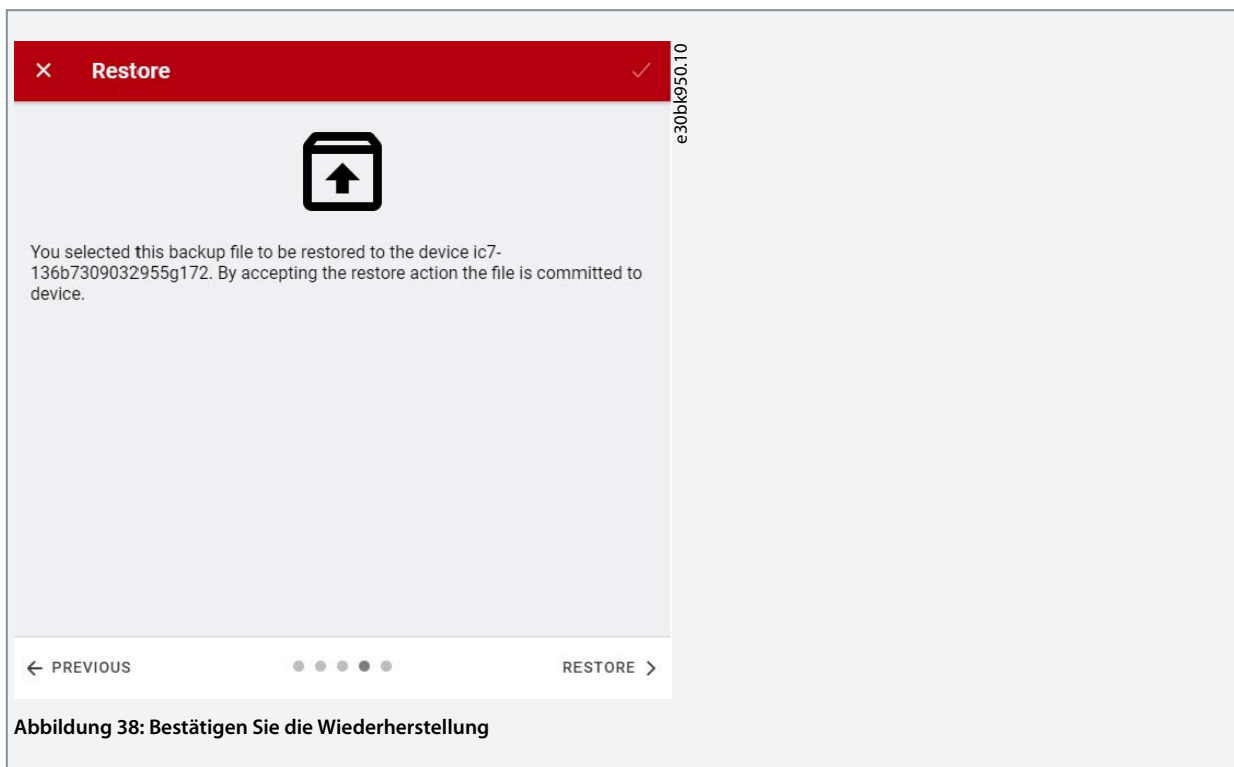 Restore
e30bk950.10
You selected this backup file to be restored to the device ic7-
136b7309032955g172. By accepting the restore action the file is committed to
device.
PREVIOUS
RESTORE
Abbildung 38: Bestätigen Sie die Wiederherstellung